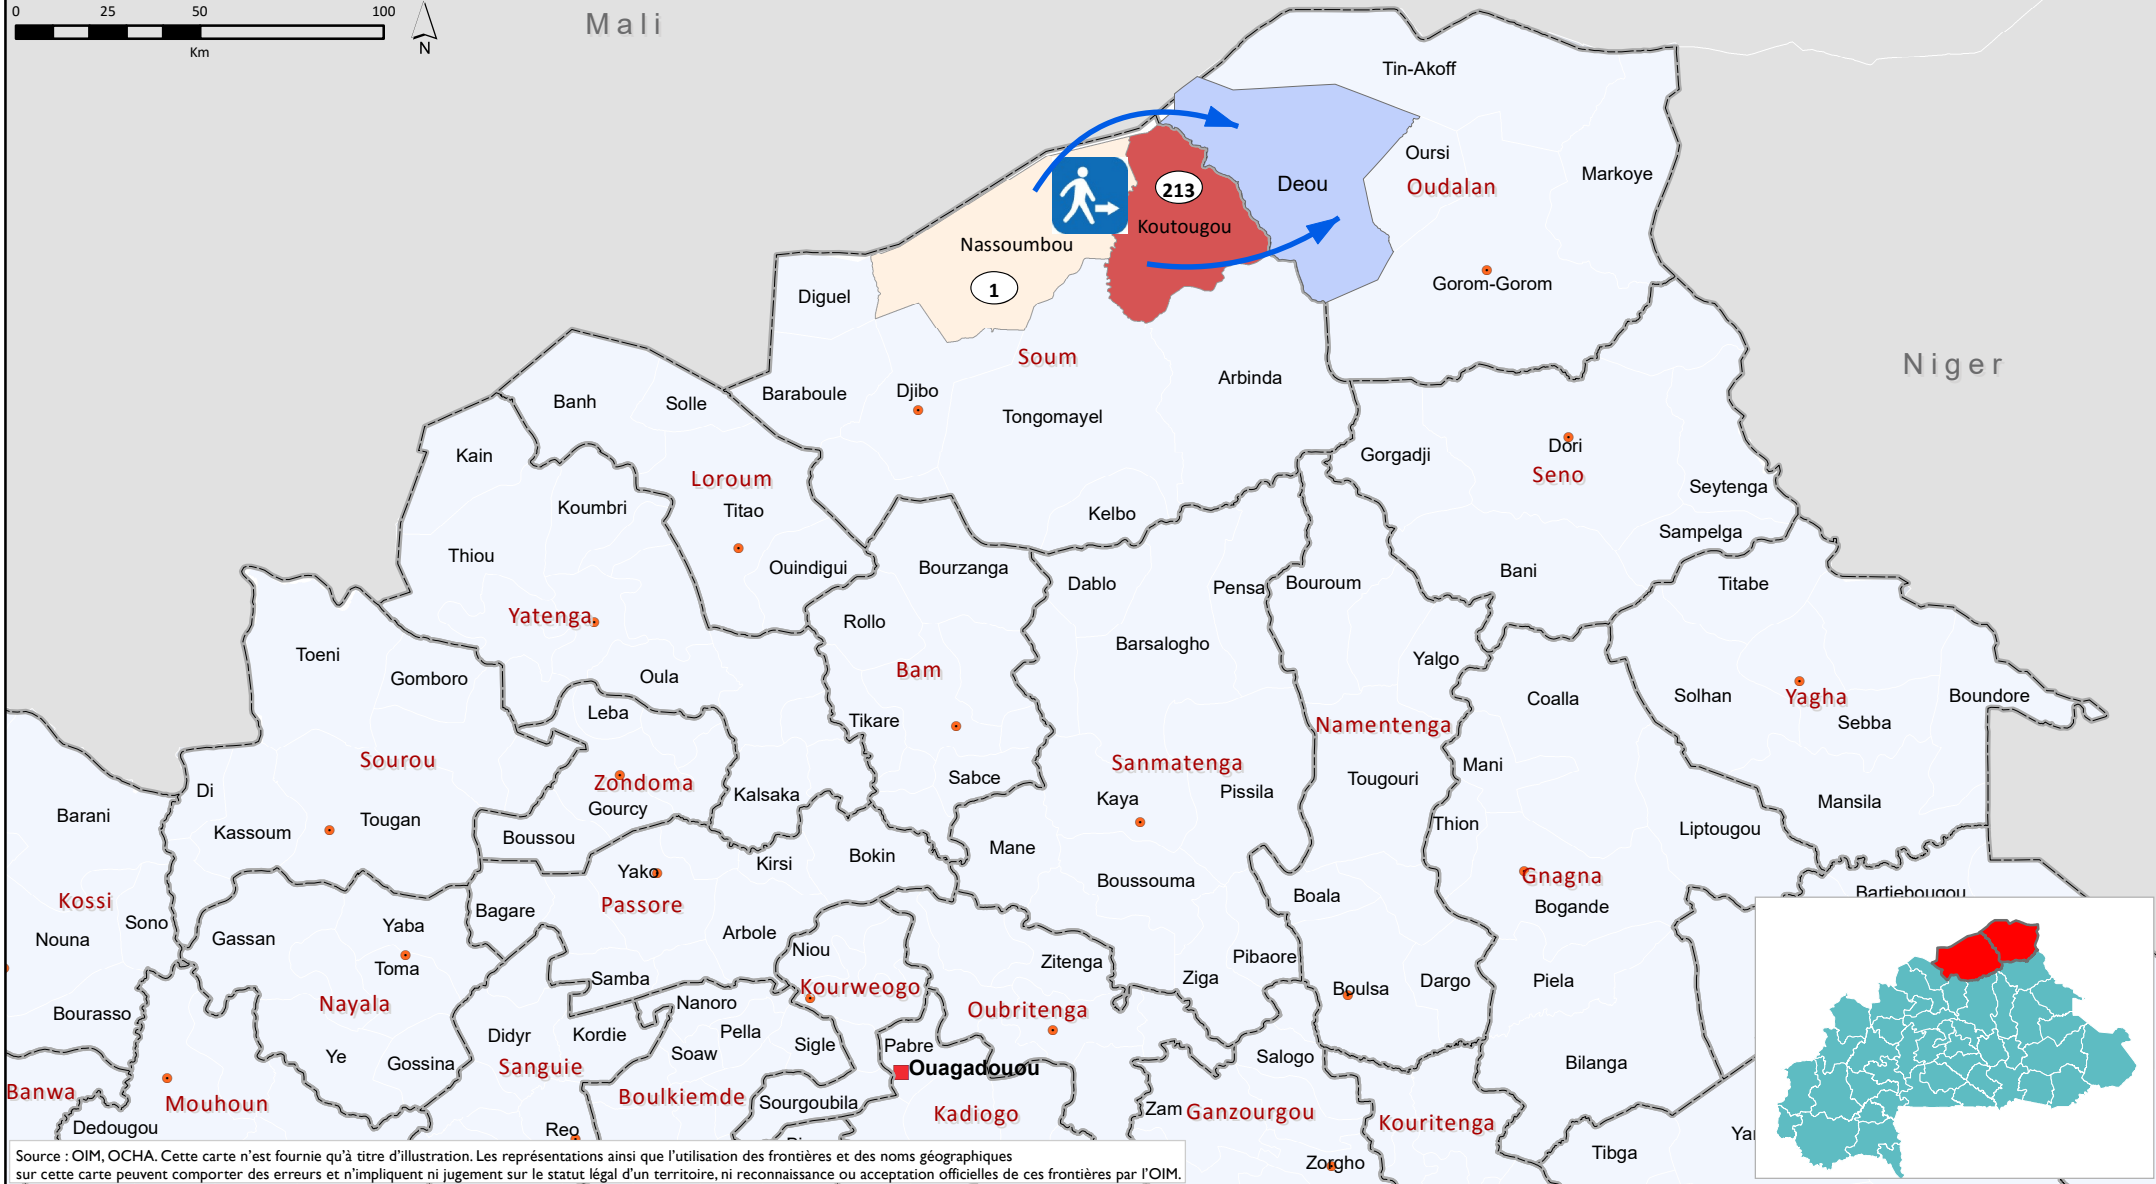 0 25 50 100
Km
N
Mali
Niger
Tin-Akoff
Oursi
Oudalan
Markoye
Deou
213
Koutougou
Nassoumbou
1
Gorom-Gorom
Diguel
Soum
Baraboule
Djibo
Arbinda
Tongomayel
Banh
Solle
Kain
Gorgadji
Dori
Seno
Loroum
Seytenga
Koumbri
Titao
Kelbo
Sampelga
Thiou
Ouindigui
Bourzanga
Dablo
Pensa
Bouroum
Bani
Titabe
Yatenga
Rollo
Barsalogho
Toeni
Gomboro
Oula
Bam
Yalgo
Coalla
Solhan
Yagha
Boundore
Leba
Tikare
Namentenga
Sebba
Sourou
Sanmatenga
Mani
Zondoma
Sabce
Tougouri
Di
Gourcy
Kalsaka
Kaya
Pissila
Mansila
Barani
Kassoum
Tougan
Boussou
Thion
Liptougou
Mane
Bokin
Kirsi
Yako
Boussouma
Gnagna
Bartiebougou
Kossi
Passore
Boala
Bogande
Sono
Yaba
Bagare
Nouna
Gassan
Arbole
Niou
Toma
Samba
Zitenga
Pibaore
Ziga
Dargo
Piela
Kourweogo
Boulsa
Nayala
Nanoro
Oubritenga
Bourasso
Didyr
Kordie
Pella
Sigle
Pabre
Ye
Gossina
Soaw
Salogo
Bilanga
Sanguie
Ouagadouou
Banwa
Mouhoun
Boulkiemde
Sourgoubila
Kadiogo
Zam
Ganzourgou
Kouritenga
Dedougou
Reo
Tibga
Zorgho
Source : OIM, OCHA. Cette carte n'est fournie qu'à titre d'illustration. Les représentations ainsi que l'utilisation des frontières et des noms géographiques
sur cette carte peuvent comporter des erreurs et n'impliquent ni jugement sur le statut légal d'un territoire, ni reconnaissance ou acceptation officielles de ces frontières par l'OIM.